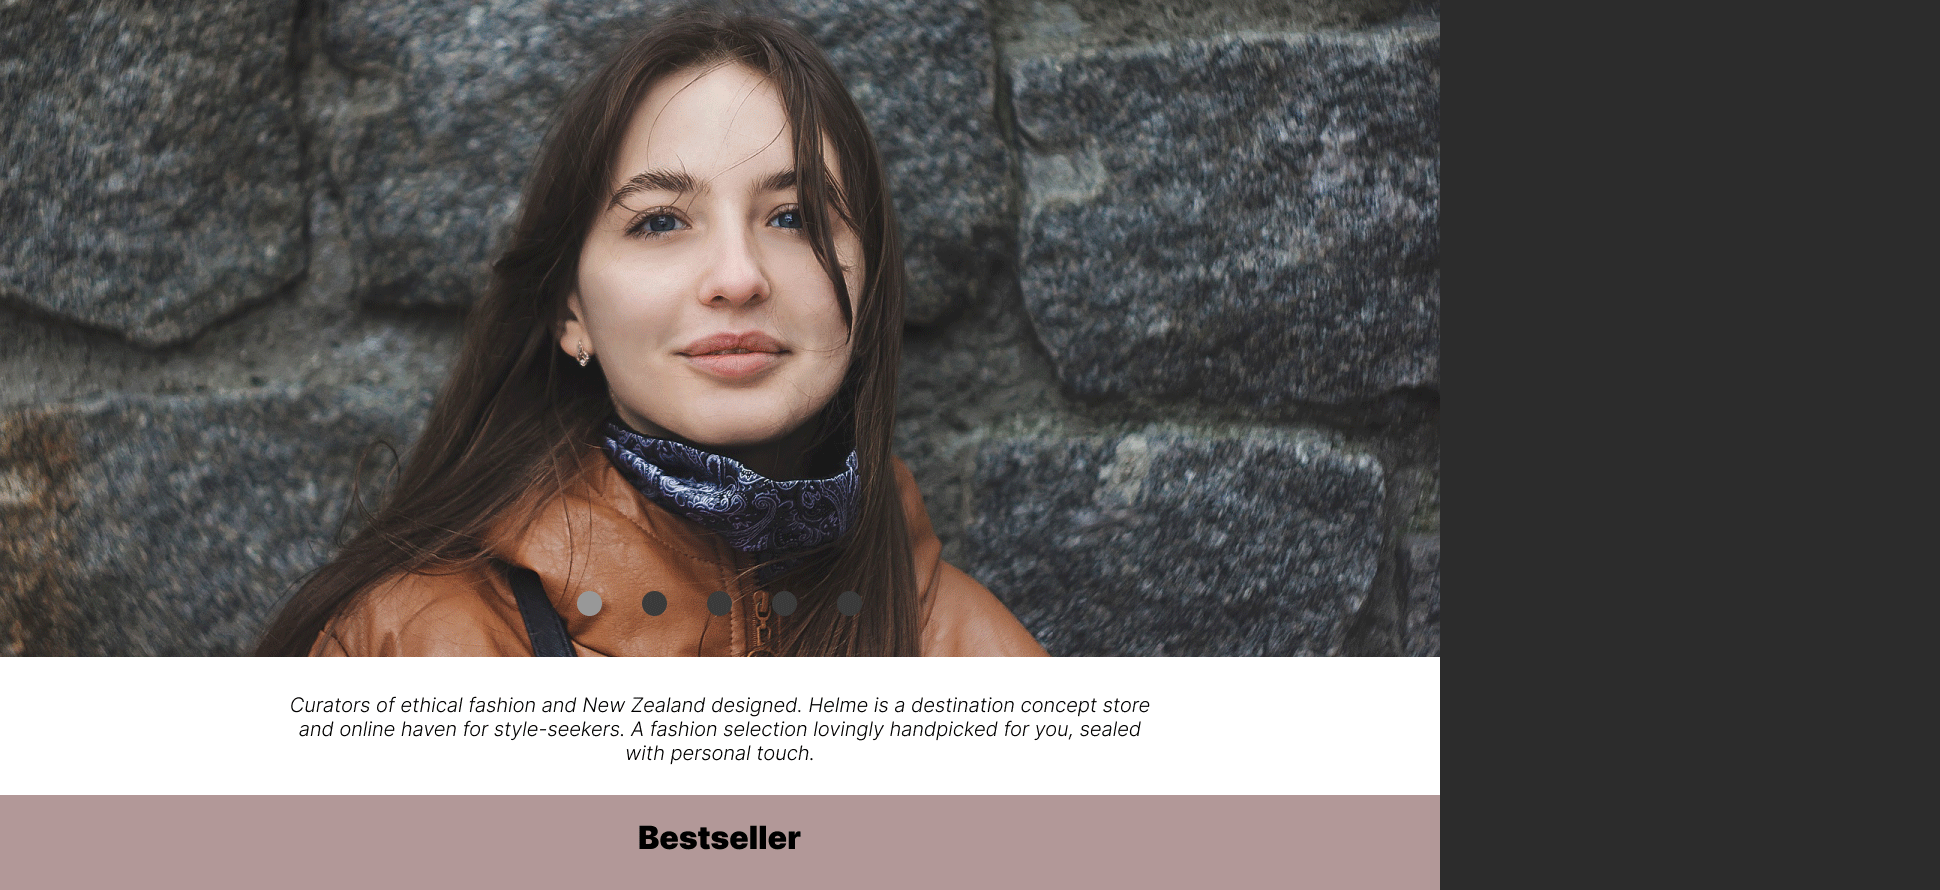 Curators of ethical fashion and New Zealand designed. Helme is a destination concept store
and online haven for style-seekers. A fashion selection lovingly handpicked for you, sealed
with personal touch.
Bestseller